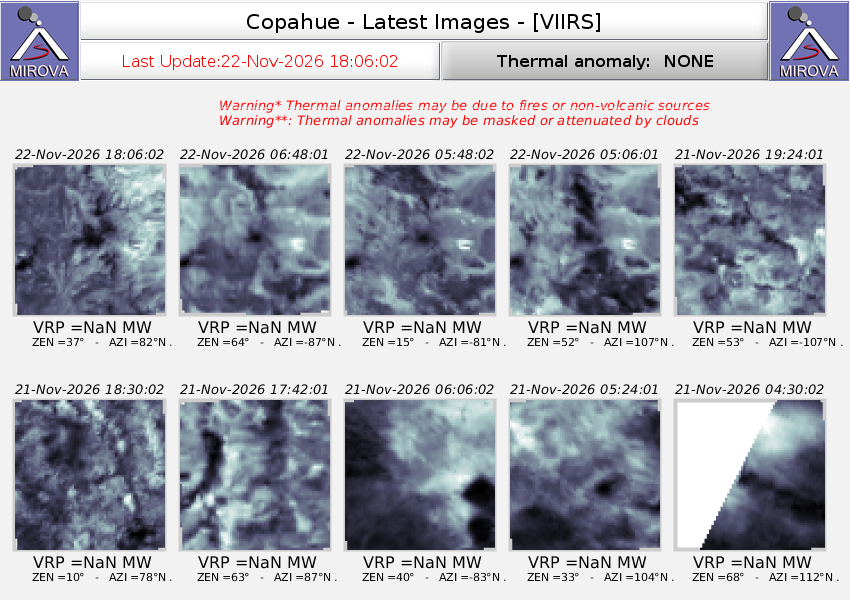 Copahue - Latest Images - [VIIRS]
MIROVA
Last Update:22-Nov-2026 18:06:02
Thermal anomaly: NONE
MIROVA
Warning* Thermal anomalies may be due to fires or non-volcanic sources
Warning**: Thermal anomalies may be masked or attenuated by clouds
22-Nov-2026 18:06:02 22-Nov-2026 06:48:01 22-Nov-2026 05:48:02 22-Nov-2026 05:06:01 21-Nov-2026 19:24:01
VRP =NaN MW VRP =NaN MW VRP =NaN MW VRP =NaN MW VRP =NaN MW
ZEN =37° - AZI =82°N . ZEN =64° - AZI =-87°N . ZEN =15° - AZI =-81°N . ZEN =52° - AZI =107°N . ZEN =53° - AZI =-107°N .
21-Nov-2026 18:30:02 21-Nov-2026 17:42:01 21-Nov-2026 06:06:02 21-Nov-2026 05:24:01 21-Nov-2026 04:30:02
VRP =NaN MW VRP =NaN MW VRP =NaN MW VRP =NaN MW VRP =NaN MW
ZEN =10° - AZI =78°N . ZEN =63° - AZI =87°N . ZEN =40° - AZI =-83°N . ZEN =33° - AZI =104°N . ZEN =68° - AZI =112°N .